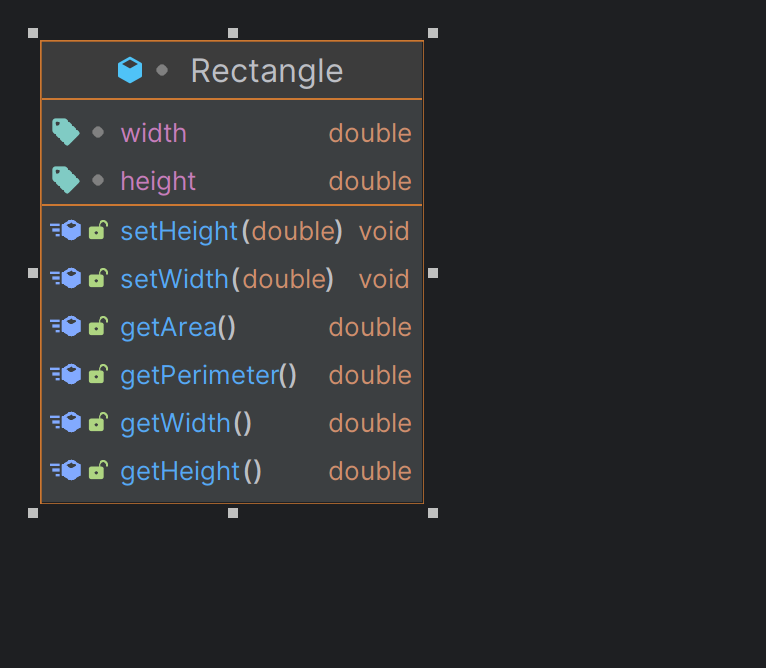 Rectangle
width double
height double
setHeight(double) void
setWidth(double) void
getArea() double
getPerimeter() double
getWidth() double
getHeight() double